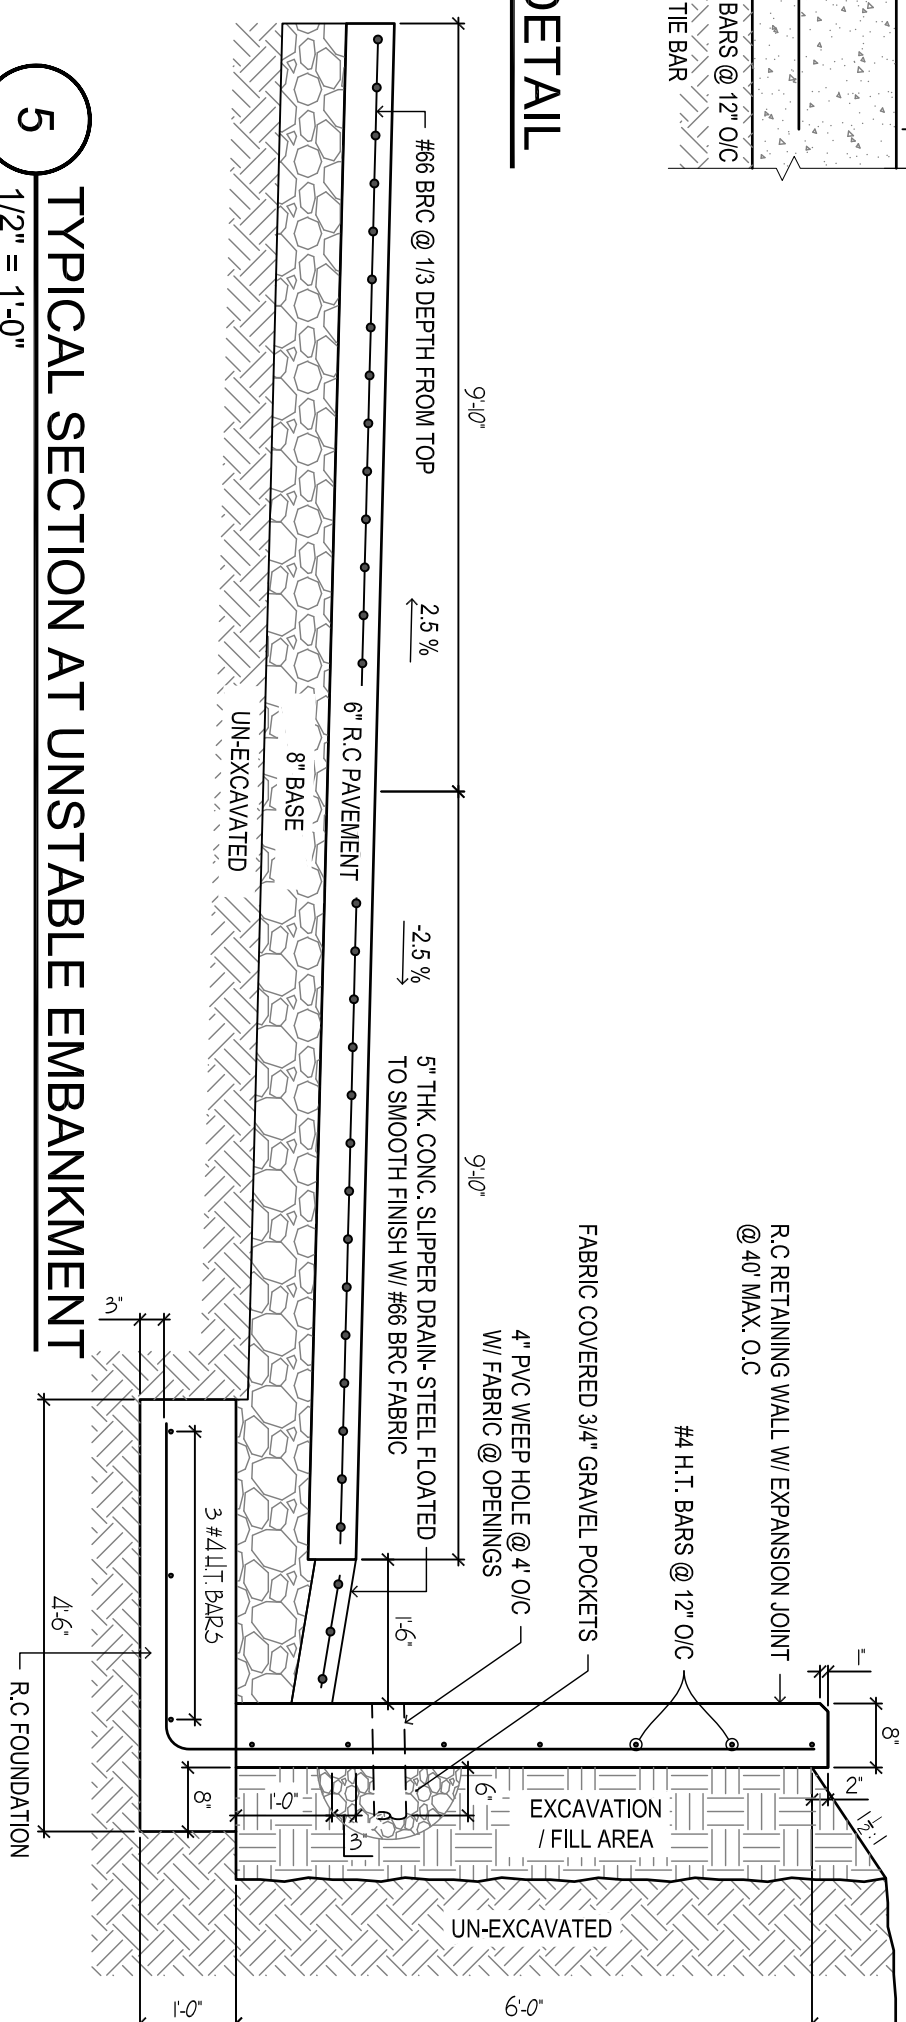 DETAIL
BARS @ 12" O/C
TIE BAR
9'-10"
9'-10"
#66 BRC @ 1/3 DEPTH FROM TOP
2.5 %
-2.5 %
6" R.C PAVEMENT
8" BASE
UN-EXCAVATED
5" THK. CONC. SLIPPER DRAIN- STEEL FLOATED
TO SMOOTH FINISH W/ #66 BRC FABRIC
R.C RETAINING WALL W/ EXPANSION JOINT
@ 40' MAX. O.C
#4 H.T. BARS @ 12" O/C
FABRIC COVERED 3/4" GRAVEL POCKETS
4" PVC WEEP HOLE @ 4' O/C
W/ FABRIC @ OPENINGS
1"
8"
2"
1½:1
1'-6"
6"
1'-0"
3"
8"
EXCAVATION
/ FILL AREA
UN-EXCAVATED
6'-0"
1'-0"
3"
3 #4 H.T. BARS
4'-6"
R.C FOUNDATION
5
TYPICAL SECTION AT UNSTABLE EMBANKMENT
1/2" = 1'-0"